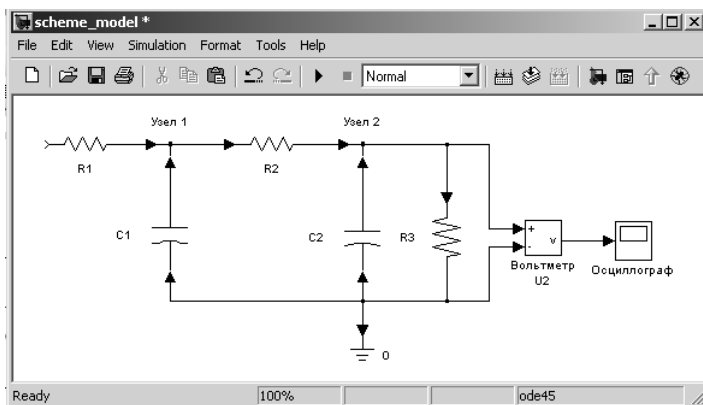 scheme_model *
File Edit View Simulation Format Tools Help
Normal
Узел 1
Узел 2
R1
R2
C1
C2
R3
+
-
v
Вольтметр
U2
Осциллограф
0
Ready 100% ode45